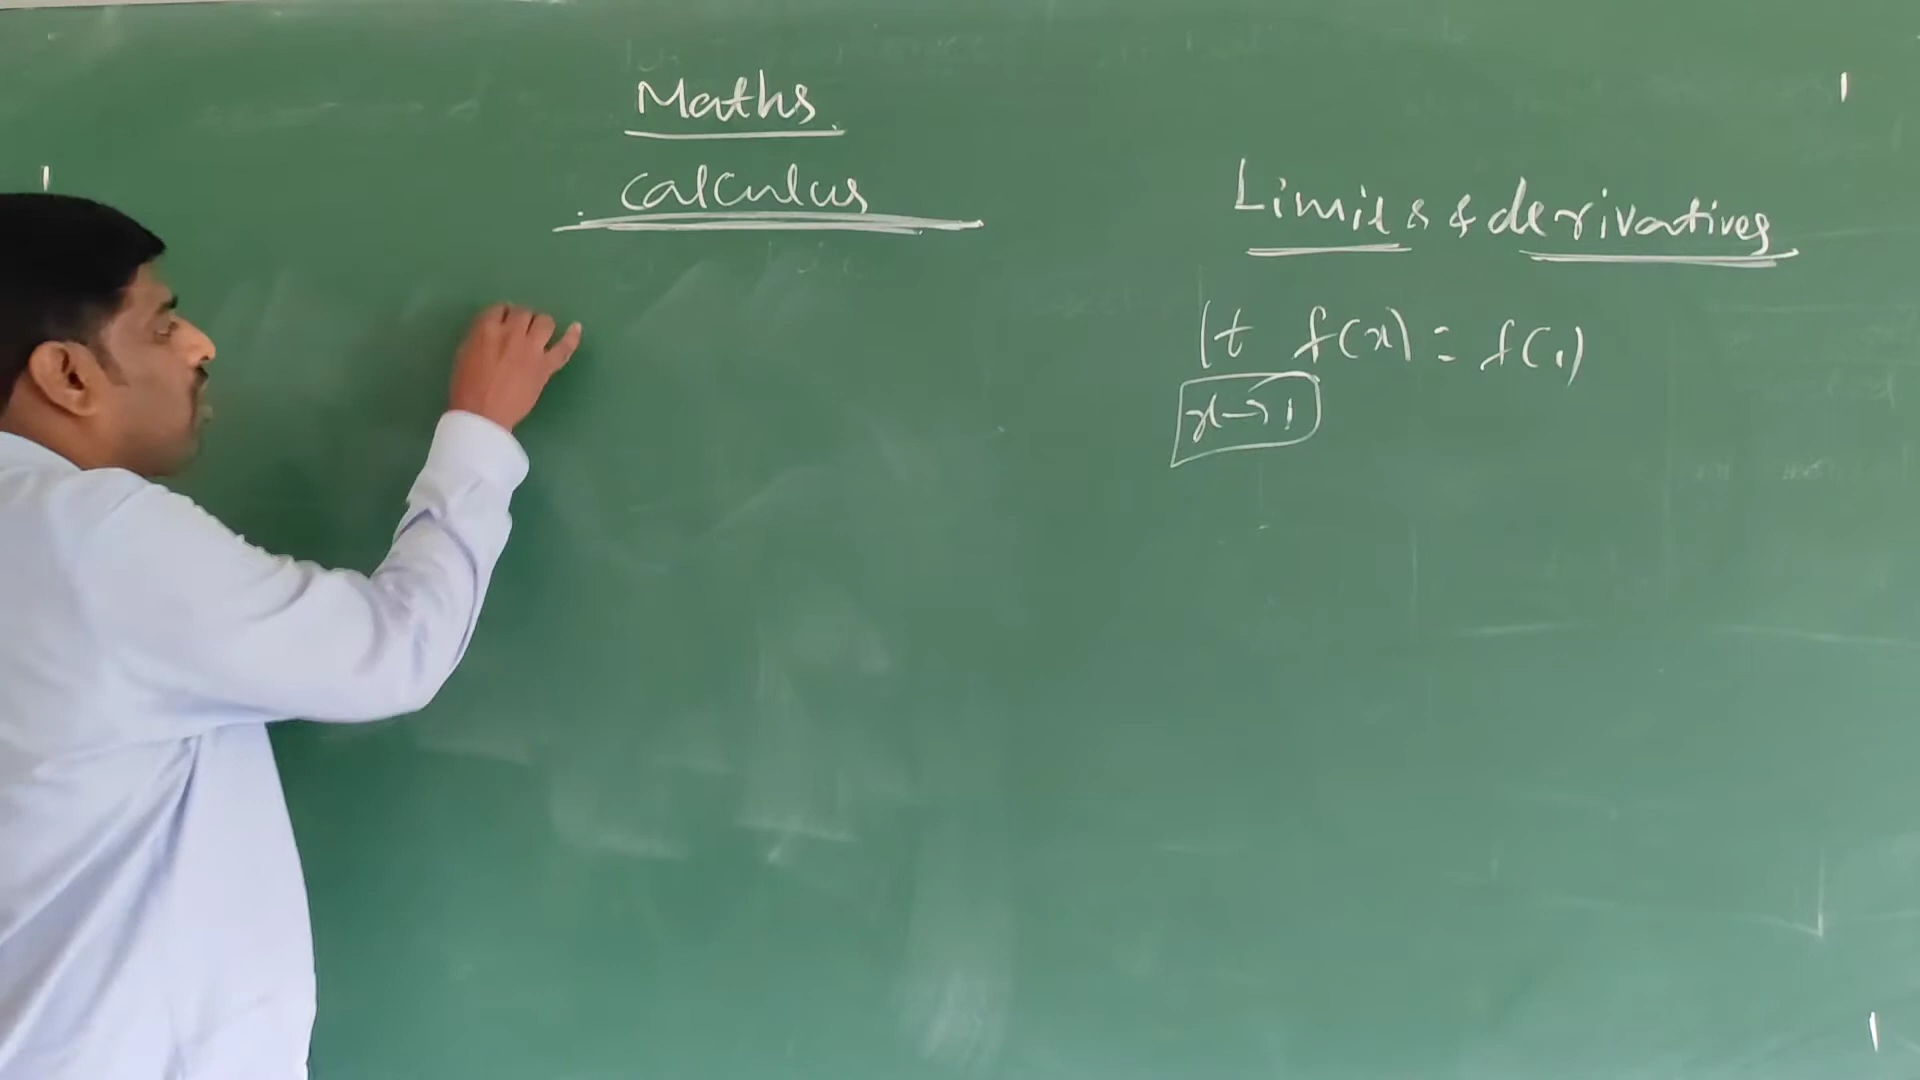 Maths
Calculus
Limits & derivatives
lt f(x) = f(1)
x→1